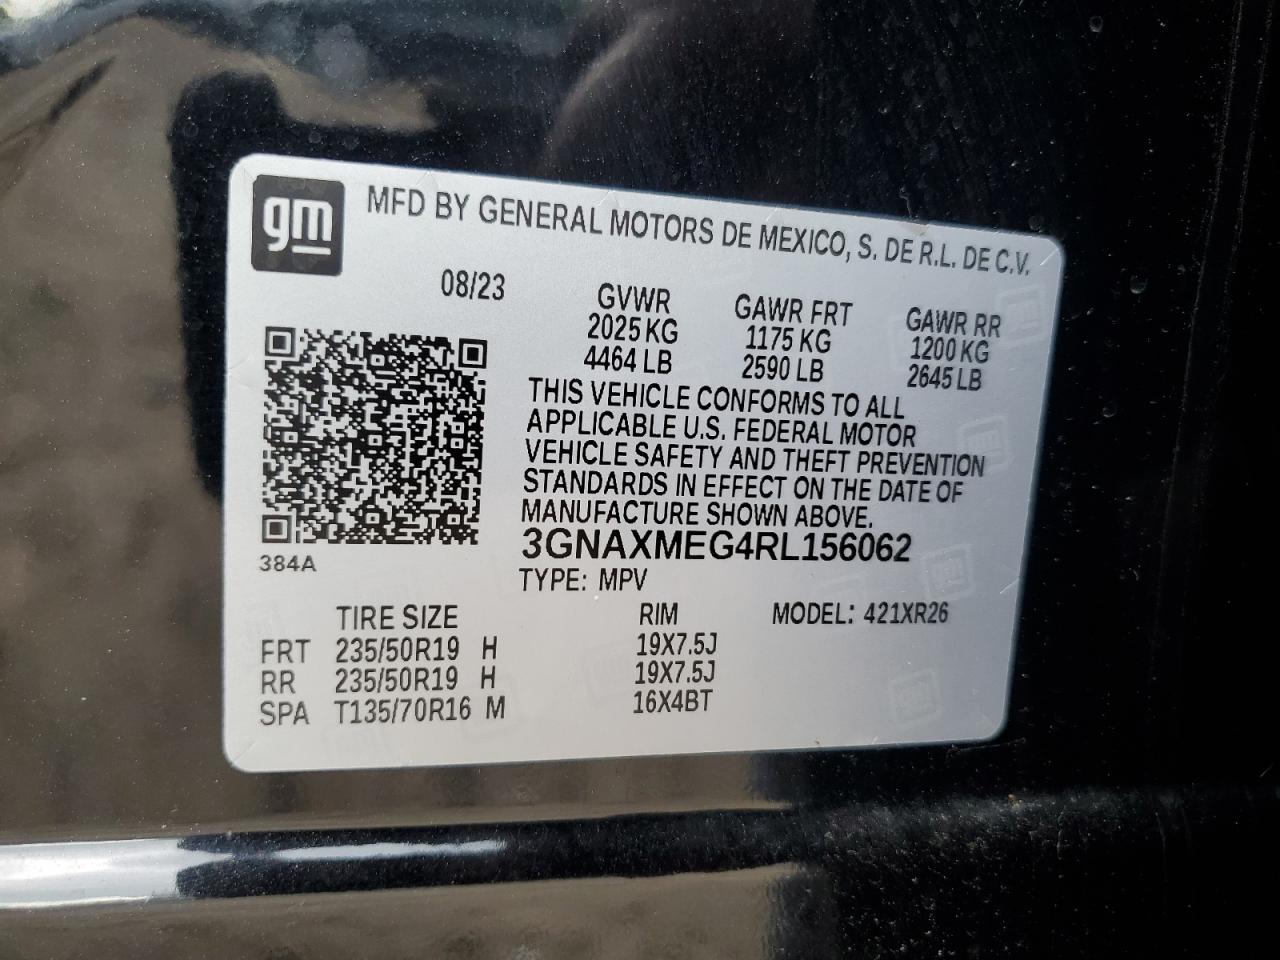 gm
MFD BY GENERAL MOTORS DE MEXICO, S. DE R.L. DE C.V.
08/23
GVWR GAWR FRT GAWR RR
2025 KG 1175 KG 1200 KG
4464 LB 2590 LB 2645 LB
THIS VEHICLE CONFORMS TO ALL
APPLICABLE U.S. FEDERAL MOTOR
VEHICLE SAFETY AND THEFT PREVENTION
STANDARDS IN EFFECT ON THE DATE OF
MANUFACTURE SHOWN ABOVE.
3GNAXMEG4RL156062
384A
TYPE: MPV
TIRE SIZE RIM MODEL: 421XR26
FRT 235/50R19 H 19X7.5J
RR 235/50R19 H 19X7.5J
SPA T135/70R16 M 16X4BT